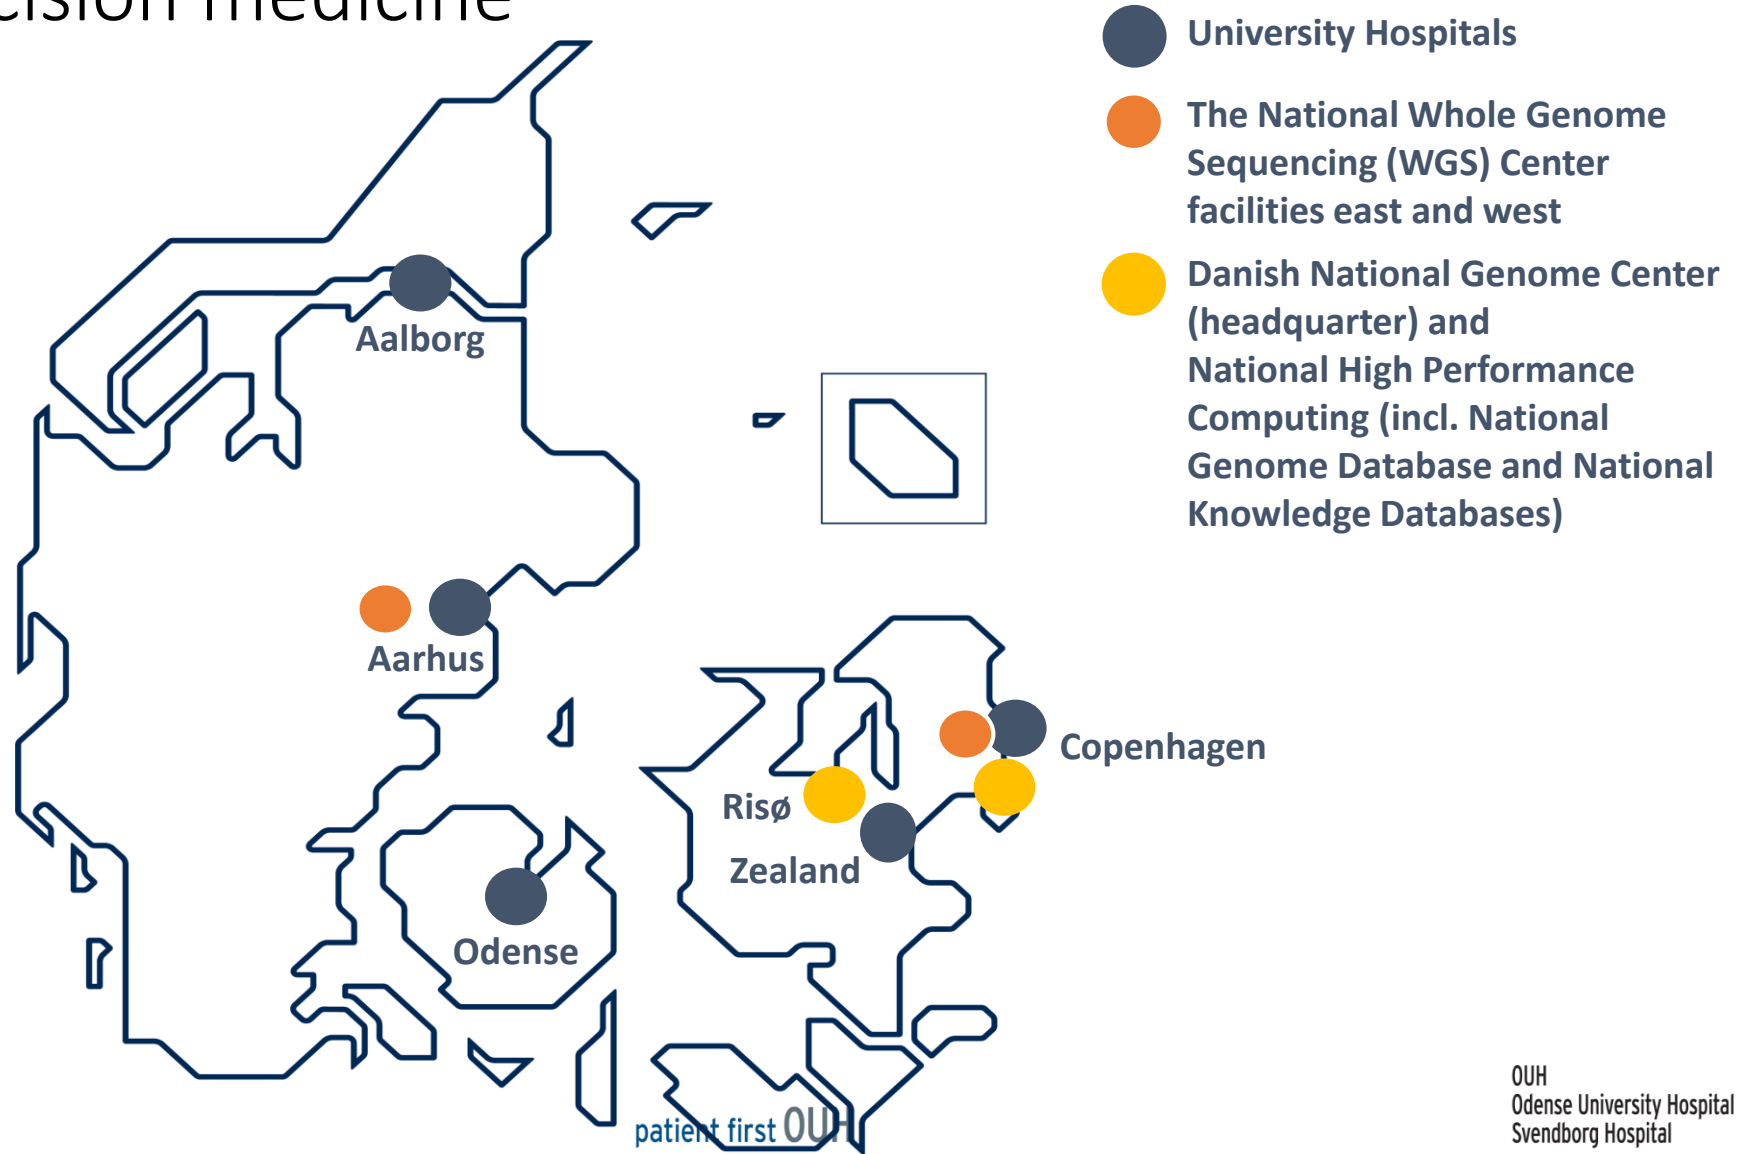 cision medicine
University Hospitals
The National Whole Genome
Sequencing (WGS) Center
facilities east and west
Danish National Genome Center
(headquarter) and
National High Performance
Computing (incl. National
Genome Database and National
Knowledge Databases)
Aalborg
Aarhus
Copenhagen
Risø
Zealand
Odense
patient first OUH
OUH
Odense University Hospital
Svendborg Hospital